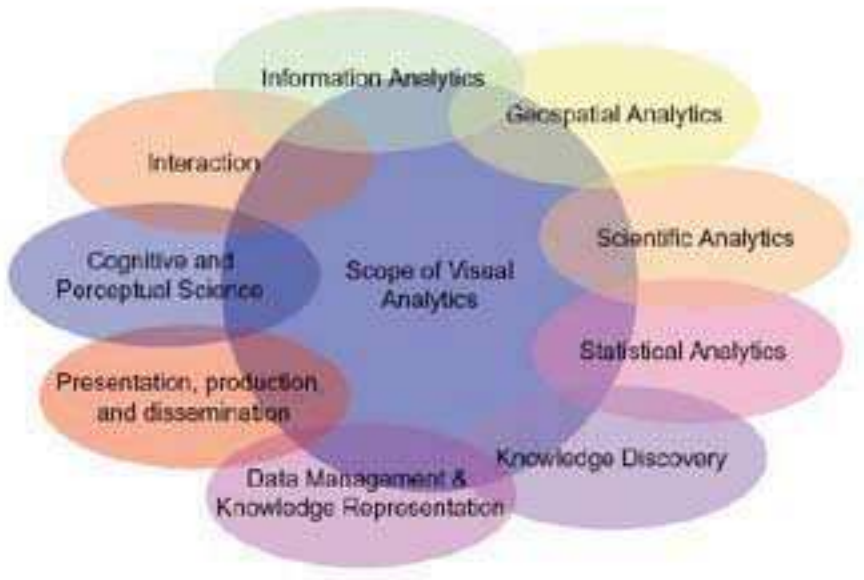 Information Analytics
Geospatial Analytics
Interaction
Scientific Analytics
Cognitive and
Perceptual Science
Scope of Visual
Analytics
Statistical Analytics
Presentation, production,
and dissemination
Knowledge Discovery
Data Management &
Knowledge Representation